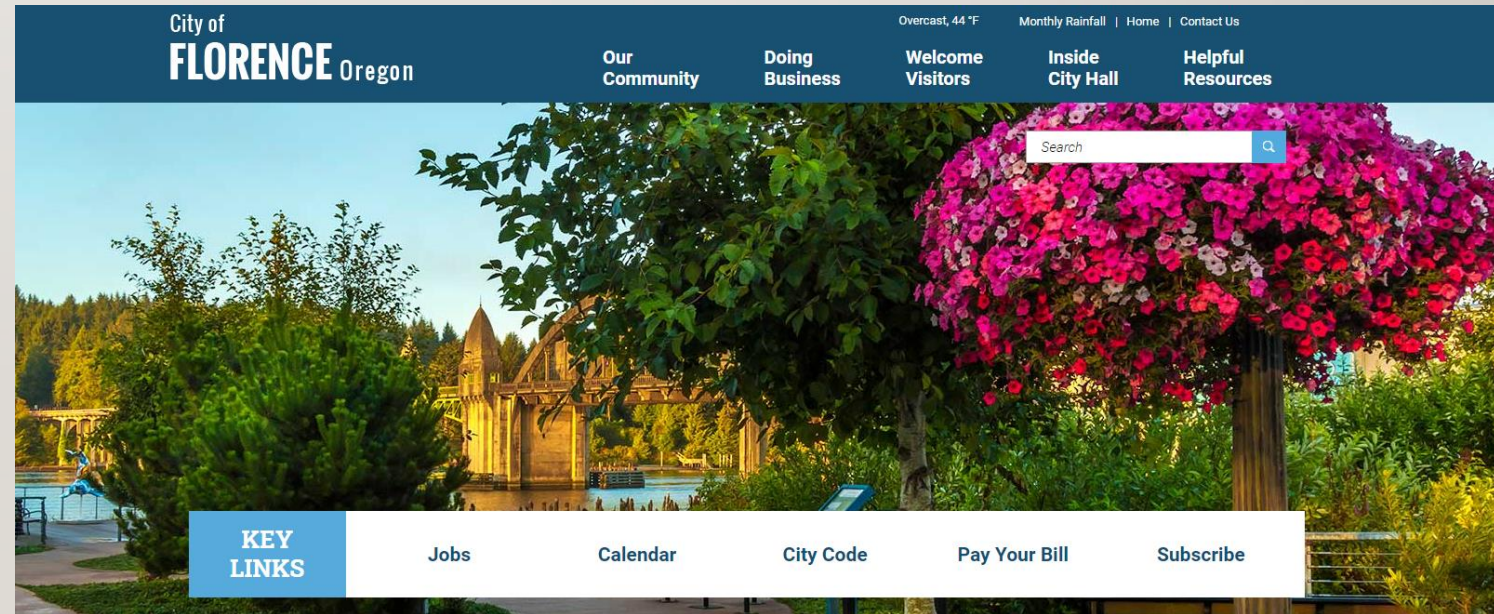 City of
FLORENCE Oregon
Overcast, 44 °F
Monthly Rainfall | Home | Contact Us
Our
Community
Doing
Business
Welcome
Visitors
Inside
City Hall
Helpful
Resources
Search
KEY
LINKS
Jobs
Calendar
City Code
Pay Your Bill
Subscribe